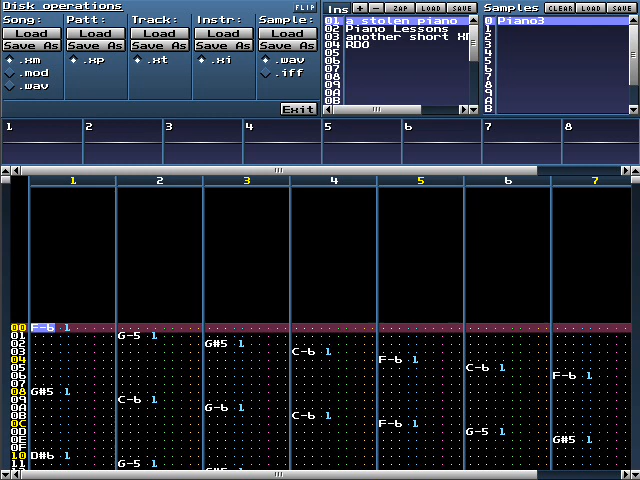 Disk operations FLIP
Song: Patt: Track: Instr: Sample:
Load Load Load Load Load
Save As Save As Save As Save As Save As
.xm .xp .xt .xi .wav
.mod .iff
.wav
Exit
Ins + - ZAP LOAD SAVE
01 a stolen piano
02 Piano Lessons
03 another short XM
04 RDO
05
06
07
08
09
0A
0B
Samples CLEAR LOAD SAVE
0 Piano3
1
2
3
4
5
6
7
8
9
A
B
1 2 3 4 5 6 7 8
1 2 3 4 5 6 7
00 F-6 1
01 G-5 1
02 G#5 1
03 C-6 1
04 F-6 1
05 C-6 1
06 F-6 1
07
08 G#5 1
09 C-6 1
0A G-6 1
0B C-6 1
0C F-6 1
0D G-5 1
0E G#5 1
0F
10 D#6 1
11 G-5 1